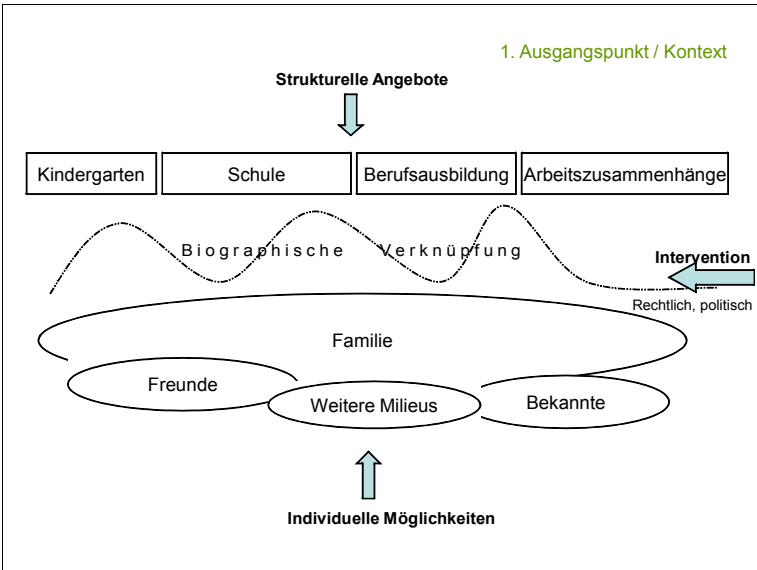 1. Ausgangspunkt / Kontext
Strukturelle Angebote
Kindergarten
Schule
Berufsausbildung
Arbeitszusammenhänge
Biographische Verknüpfung
Intervention
Rechtlich, politisch
Familie
Freunde
Weitere Milieus
Bekannte
Individuelle Möglichkeiten